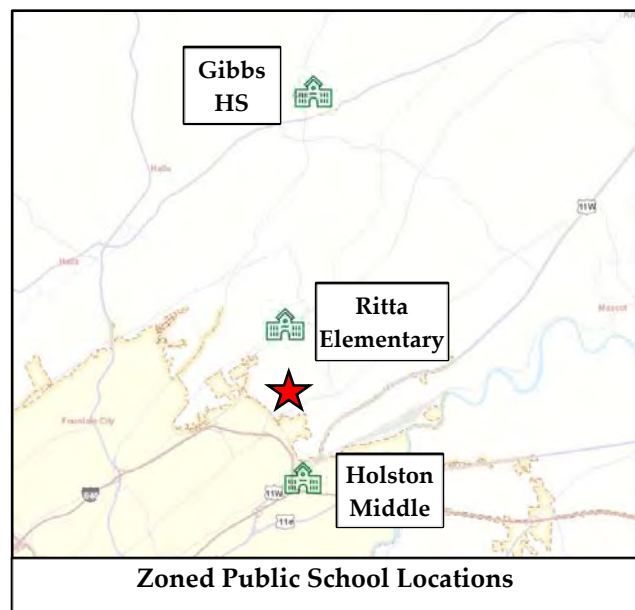 Gibbs
HS
Halls
11W
Halls
Ritta
Elementary
Mascot
Fountain City
640
11W
Holston
Middle
11e
Zoned Public School Locations